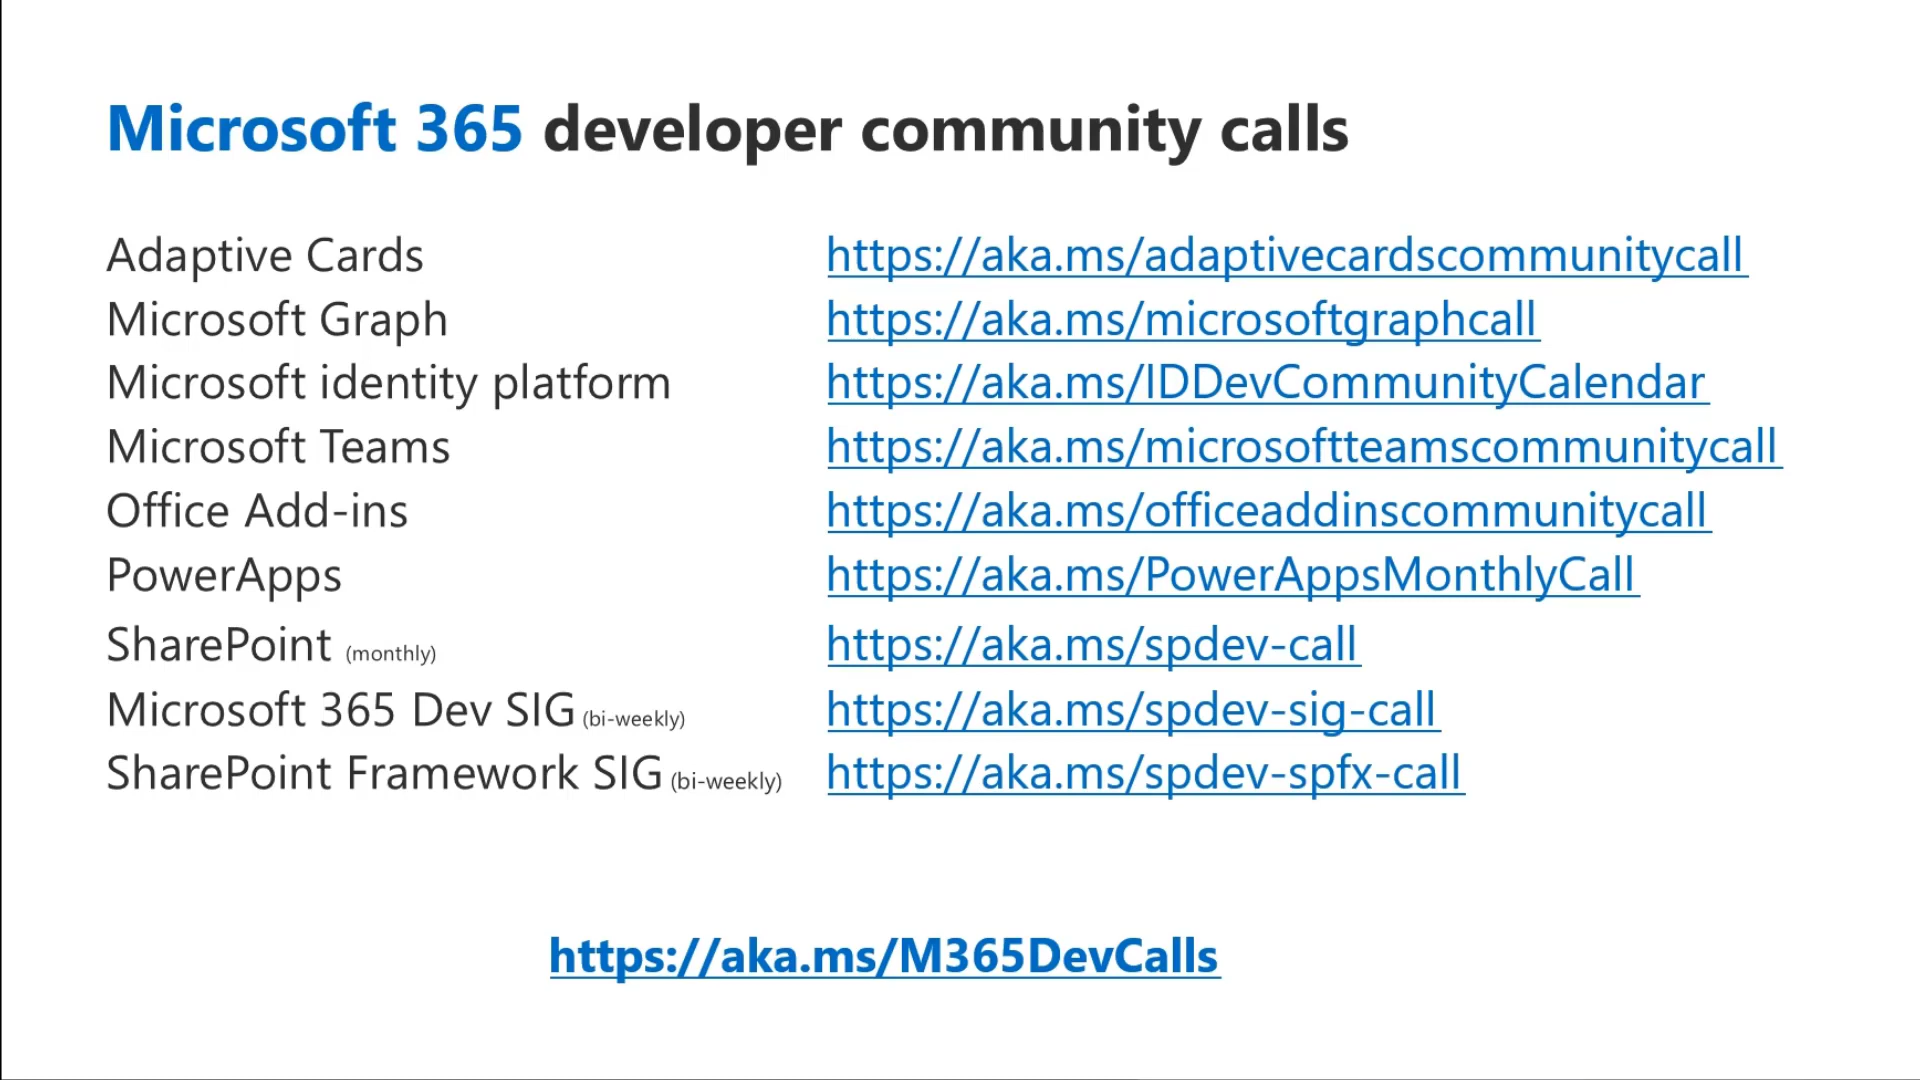 Microsoft 365 developer community calls
Adaptive Cards https://aka.ms/adaptivecardscommunitycall
Microsoft Graph https://aka.ms/microsoftgraphcall
Microsoft identity platform https://aka.ms/IDDevCommunityCalendar
Microsoft Teams https://aka.ms/microsoftteamscommunitycall
Office Add-ins https://aka.ms/officeaddinscommunitycall
PowerApps https://aka.ms/PowerAppsMonthlyCall
SharePoint (monthly) https://aka.ms/spdev-call
Microsoft 365 Dev SIG (bi-weekly) https://aka.ms/spdev-sig-call
SharePoint Framework SIG (bi-weekly) https://aka.ms/spdev-spfx-call
https://aka.ms/M365DevCalls